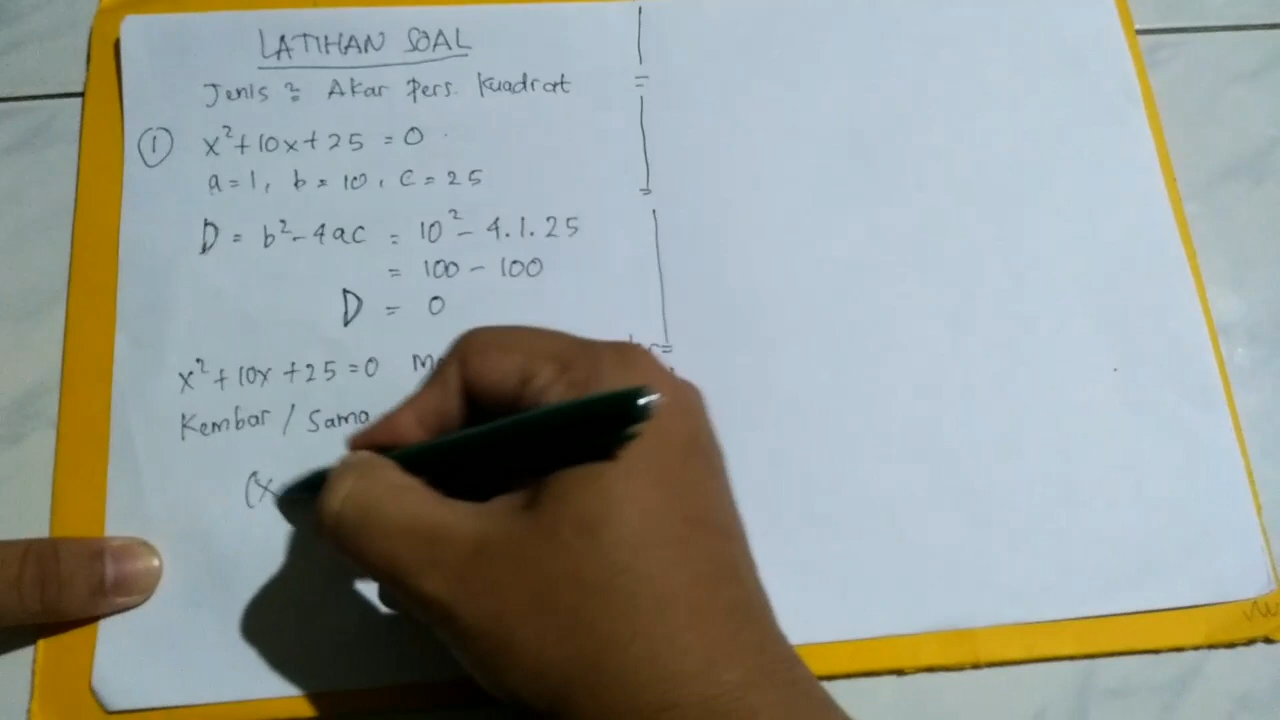 LATIHAN SOAL
Jenis² Akar Pers. Kuadrat
① x²+10x+25 = 0
a=1, b = 10, c = 25
D = b²-4ac = 10²- 4.1.25
= 100 - 100
D = 0
x²+10x+25=0
Kembar / Sama
(x